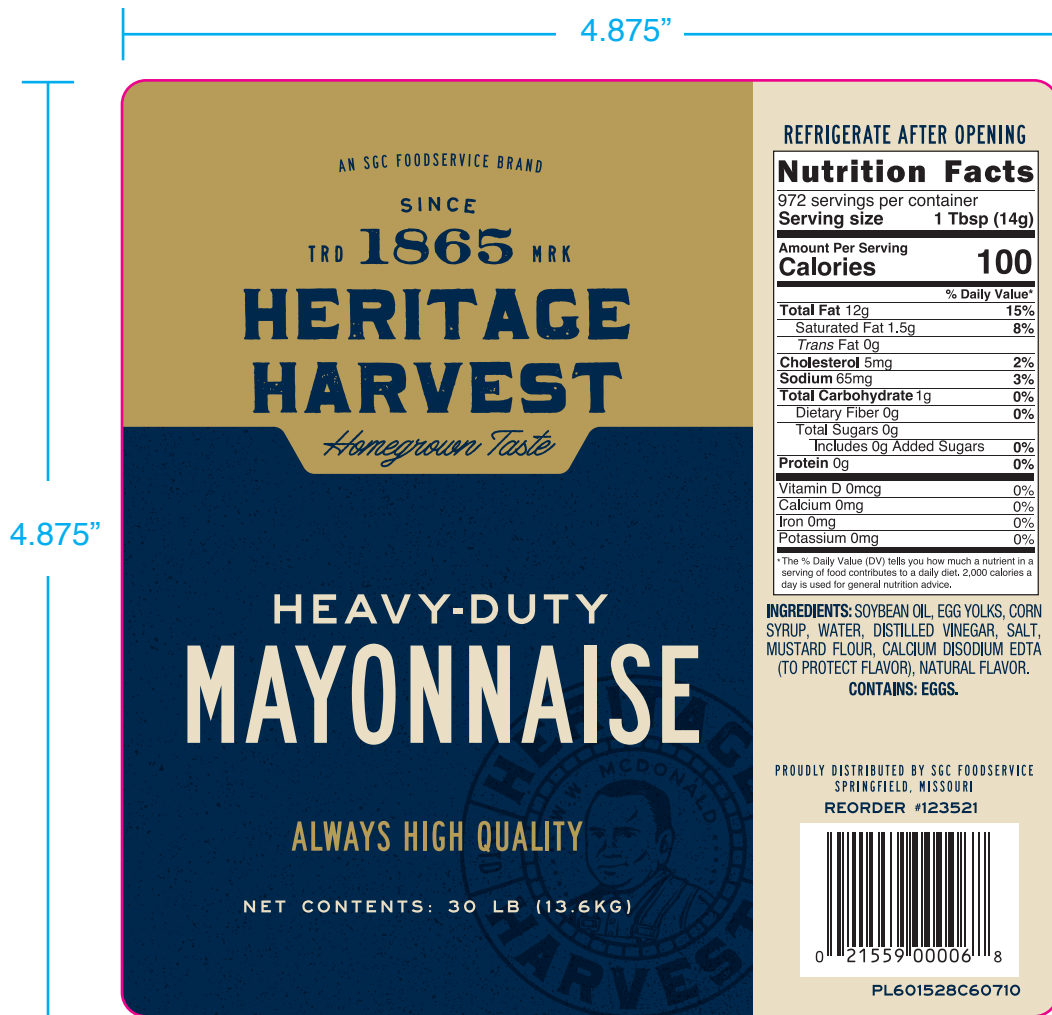 4.875”
4.875”
AN SGC FOODSERVICE BRAND
SINCE
TRD 1865 MRK
HERITAGE
HARVEST
Homegrown Taste
HEAVY-DUTY
MAYONNAISE
ALWAYS HIGH QUALITY
NET CONTENTS: 30 LB (13.6KG)
HERITAGE
W.W. MCDONALD
TRD
HARVEST
REFRIGERATE AFTER OPENING
Nutrition Facts
972 servings per container
Serving size 1 Tbsp (14g)
Amount Per Serving
Calories 100
% Daily Value*
Total Fat 12g 15%
Saturated Fat 1.5g 8%
Trans Fat 0g
Cholesterol 5mg 2%
Sodium 65mg 3%
Total Carbohydrate 1g 0%
Dietary Fiber 0g 0%
Total Sugars 0g
Includes 0g Added Sugars 0%
Protein 0g 0%
Vitamin D 0mcg 0%
Calcium 0mg 0%
Iron 0mg 0%
Potassium 0mg 0%
* The % Daily Value (DV) tells you how much a nutrient in a
serving of food contributes to a daily diet. 2,000 calories a
day is used for general nutrition advice.
INGREDIENTS: SOYBEAN OIL, EGG YOLKS, CORN
SYRUP, WATER, DISTILLED VINEGAR, SALT,
MUSTARD FLOUR, CALCIUM DISODIUM EDTA
(TO PROTECT FLAVOR), NATURAL FLAVOR.
CONTAINS: EGGS.
PROUDLY DISTRIBUTED BY SGC FOODSERVICE
SPRINGFIELD, MISSOURI
REORDER #123521
0 21559 00006 8
PL601528C60710